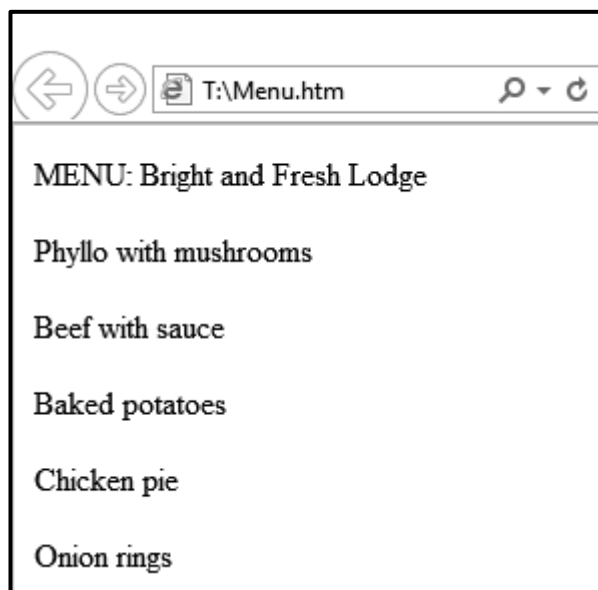 T:\Menu.htm
MENU: Bright and Fresh Lodge
Phyllo with mushrooms
Beef with sauce
Baked potatoes
Chicken pie
Onion rings